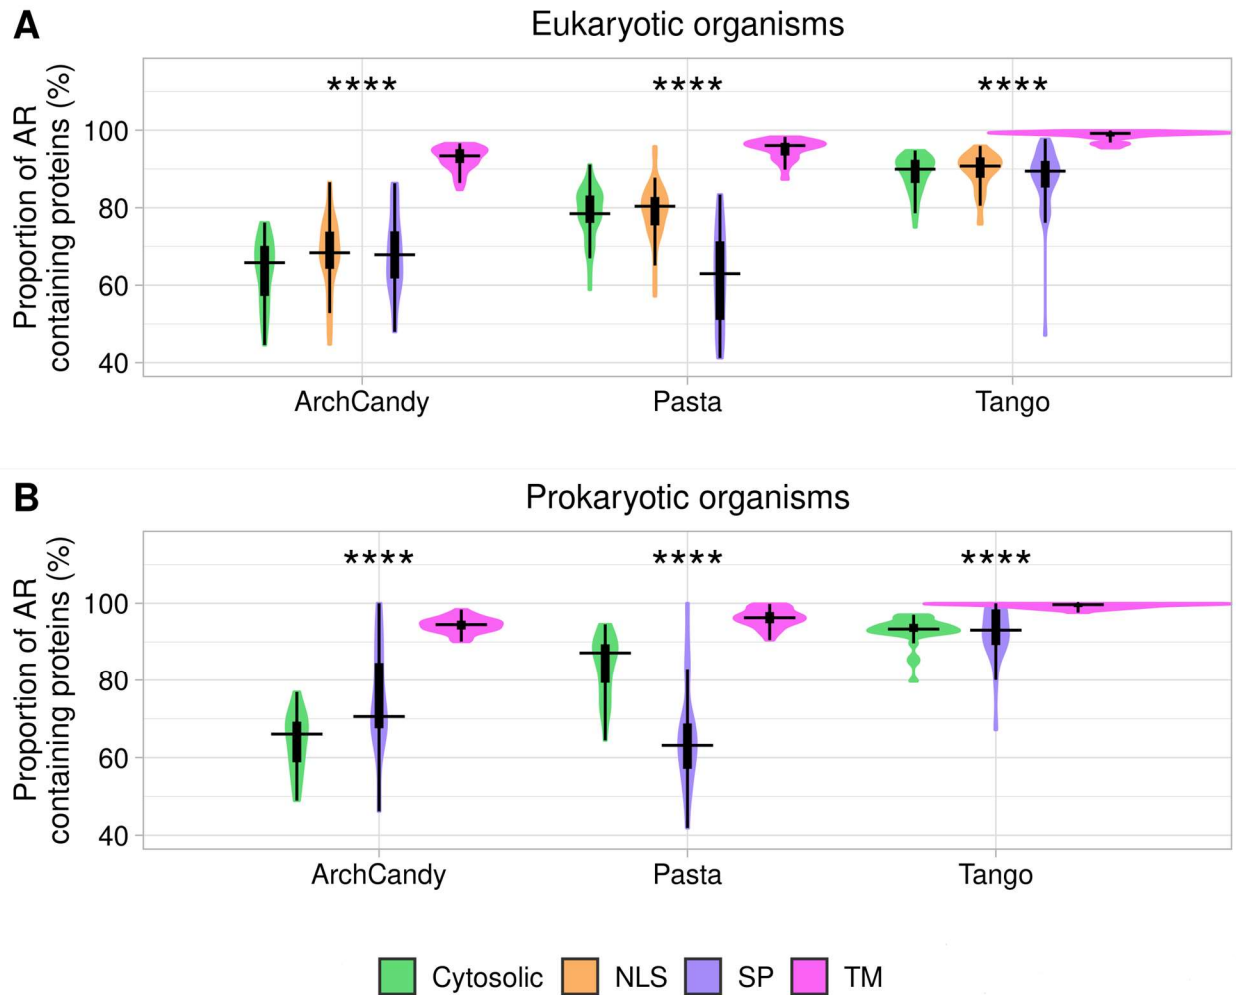 A
Eukaryotic organisms
Proportion of AR
containing proteins (%)
100
80
60
40
**** **** ****
ArchCandy Pasta Tango
B
Prokaryotic organisms
Proportion of AR
containing proteins (%)
100
80
60
40
**** **** ****
ArchCandy Pasta Tango
Cytosolic NLS SP TM